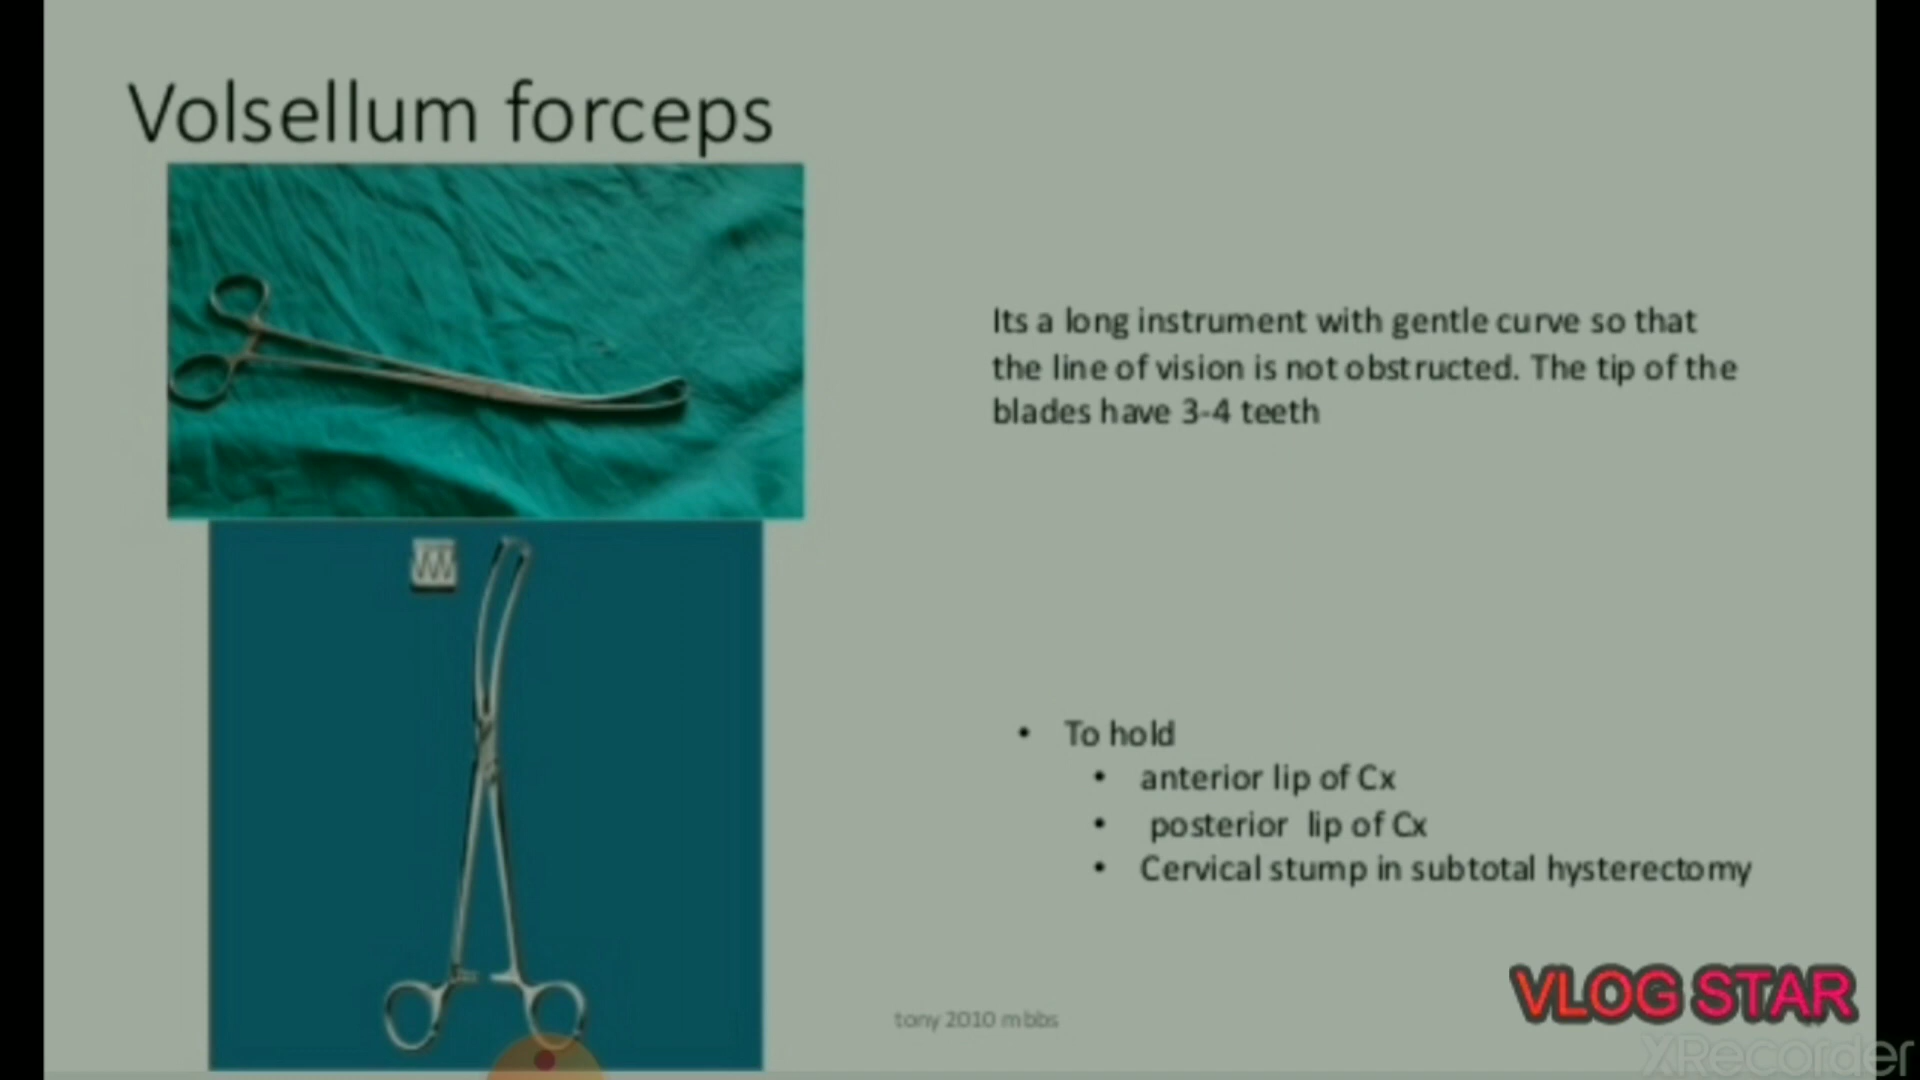 Volsellum forceps
Its a long instrument with gentle curve so that
the line of vision is not obstructed. The tip of the
blades have 3-4 teeth
• To hold
• anterior lip of Cx
• posterior lip of Cx
• Cervical stump in subtotal hysterectomy
tony 2010 mbbs
VLOG STAR
XRecorder